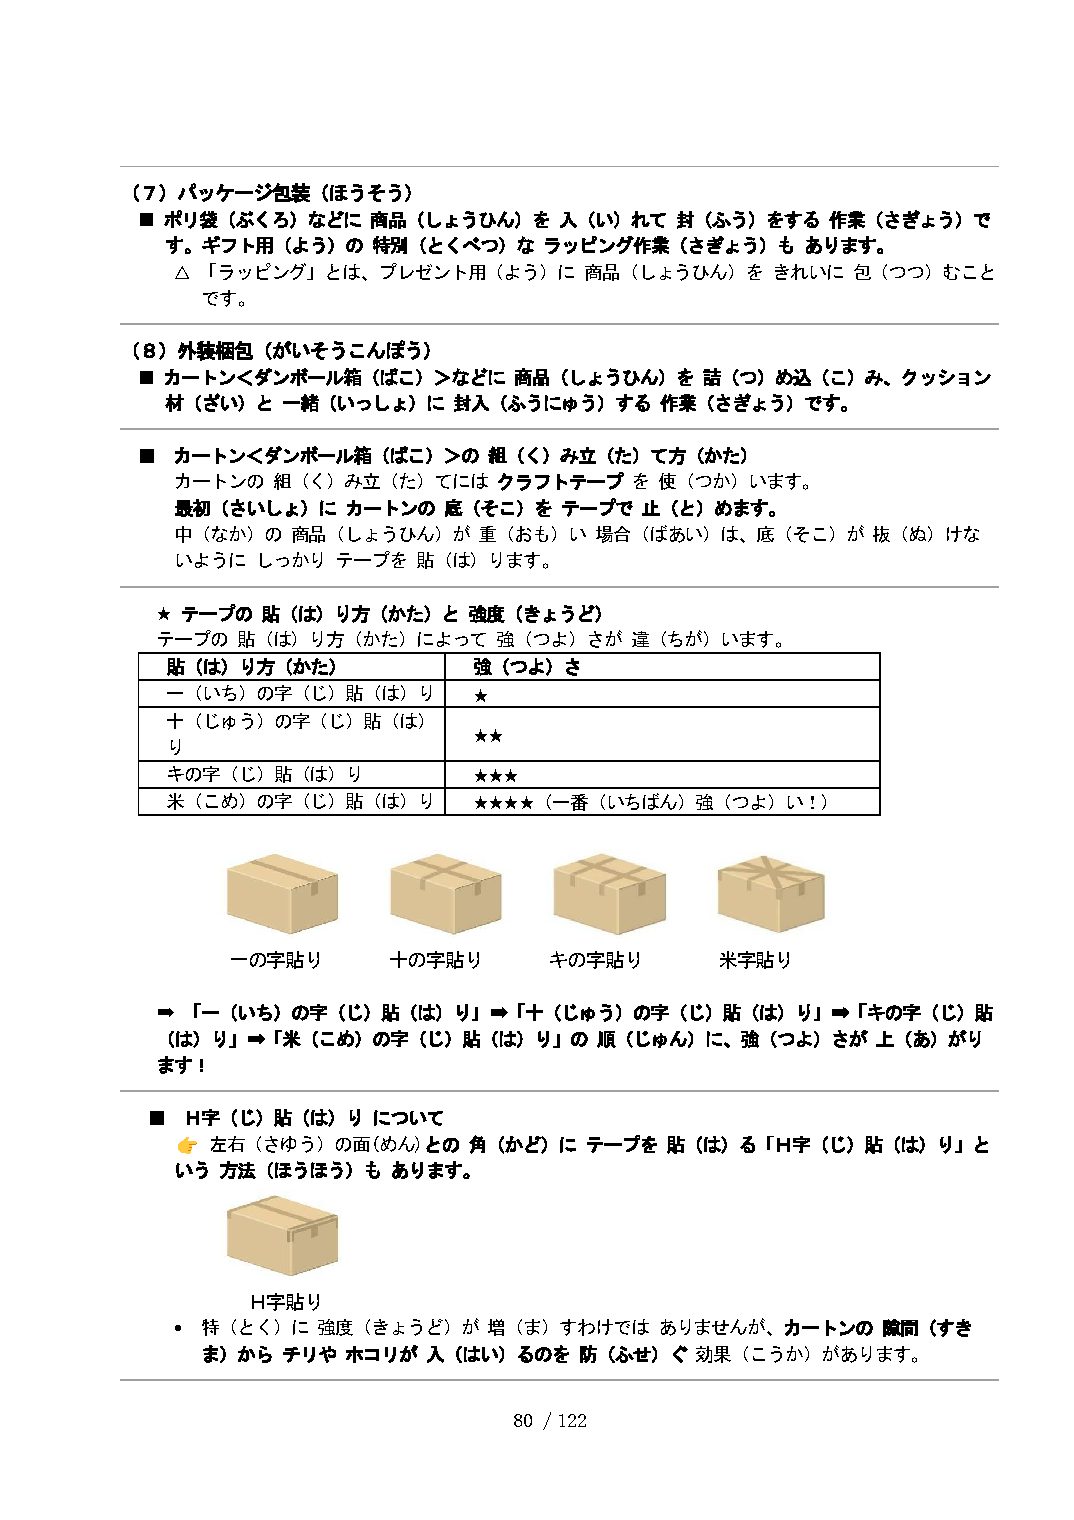 （７）パッケージ包装（ほうそう）
■ ポリ袋（ぶくろ）などに 商品（しょうひん）を 入（い）れて 封（ふう）をする 作業（さぎょう）で
す。ギフト用（よう）の 特別（とくべつ）な ラッピング作業（さぎょう）も あります。
△ 「ラッピング」とは、プレゼント用（よう）に 商品（しょうひん）を きれいに 包（つつ）むこと
です。
（８）外装梱包（がいそうこんぽう）
■ カートン＜ダンボール箱（ばこ）＞などに 商品（しょうひん）を 詰（つ）め込（こ）み、クッション
材（ざい）と 一緒（いっしょ）に 封入（ふうにゅう）する 作業（さぎょう）です。
■ カートン＜ダンボール箱（ばこ）＞の 組（く）み立（た）て方（かた）
カートンの 組（く）み立（た）てには クラフトテープ を 使（つか）います。
最初（さいしょ）に カートンの 底（そこ）を テープで 止（と）めます。
中（なか）の 商品（しょうひん）が 重（おも）い 場合（ばあい）は、底（そこ）が 抜（ぬ）けな
いように しっかり テープを 貼（は）ります。
★ テープの 貼（は）り方（かた）と 強度（きょうど）
テープの 貼（は）り方（かた）によって 強（つよ）さが 違（ちが）います。
貼（は）り方（かた） 強（つよ）さ
一（いち）の字（じ）貼（は）り ★
十（じゅう）の字（じ）貼（は）
り ★★
キの字（じ）貼（は）り ★★★
米（こめ）の字（じ）貼（は）り ★★★★（一番（いちばん）強（つよ）い！）
一の字貼り 十の字貼り キの字貼り 米字貼り
➡ 「一（いち）の字（じ）貼（は）り」➡「十（じゅう）の字（じ）貼（は）り」➡「キの字（じ）貼
（は）り」➡「米（こめ）の字（じ）貼（は）り」の 順（じゅん）に、強（つよ）さが 上（あ）がり
ます！
■ Ｈ字（じ）貼（は）り について
👉 左右（さゆう）の面(めん)との 角（かど）に テープを 貼（は）る「Ｈ字（じ）貼（は）り」と
いう 方法（ほうほう）も あります。
Ｈ字貼り
• 特（とく）に 強度（きょうど）が 増（ま）すわけでは ありませんが、カートンの 隙間（すき
ま）から チリや ホコリが 入（はい）るのを 防（ふせ）ぐ 効果（こうか）があります。
80 / 122